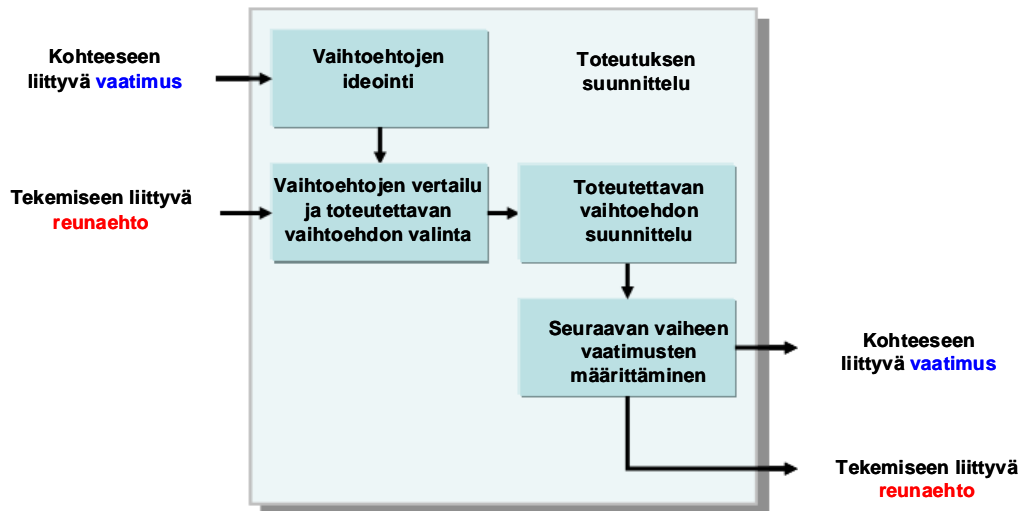 Kohteeseen
liittyvä vaatimus
Vaihtoehtojen
ideointi
Toteutuksen
suunnittelu
Tekemiseen liittyvä
reunaehto
Vaihtoehtojen vertailu
ja toteutettavan
vaihtoehdon valinta
Toteutettavan
vaihtoehdon
suunnittelu
Seuraavan vaiheen
vaatimusten
määrittäminen
Kohteeseen
liittyvä vaatimus
Tekemiseen liittyvä
reunaehto